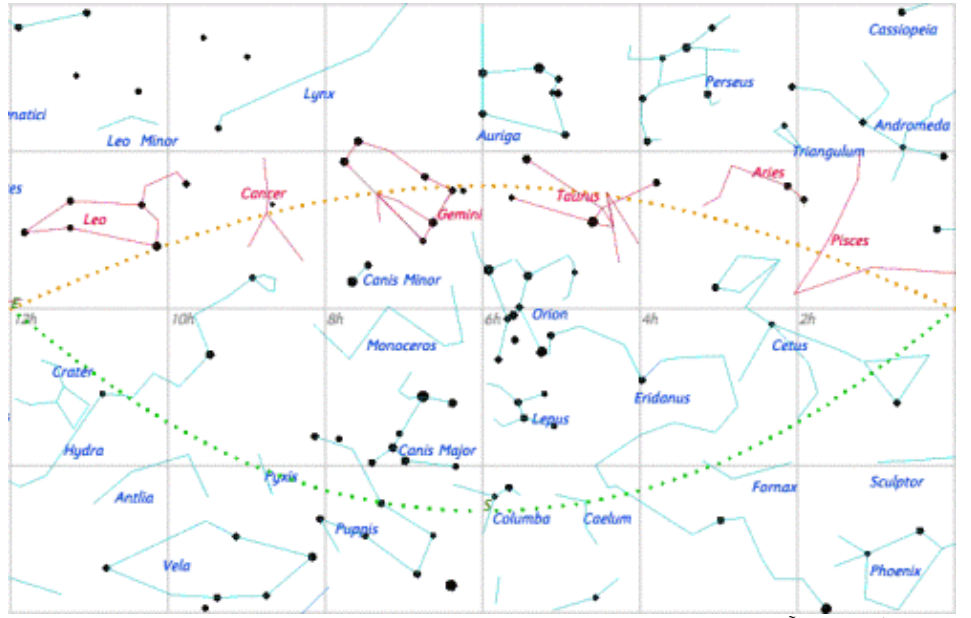 Cassiopeia
Lynx
Perseus
enatici
Leo Minor
Auriga
Andromeda
Triangulum
Cancer
Taurus
Aries
Leo
Gemini
Pisces
Canis Minor
E
12h
10h
8h
6h
Orion
4h
2h
Monoceros
Cetus
Crater
Eridanus
Lepus
Hydra
Canis Major
Pyxis
Fornax
Sculptor
Antlia
S
Columba
Caelum
Puppis
Vela
Phoenix